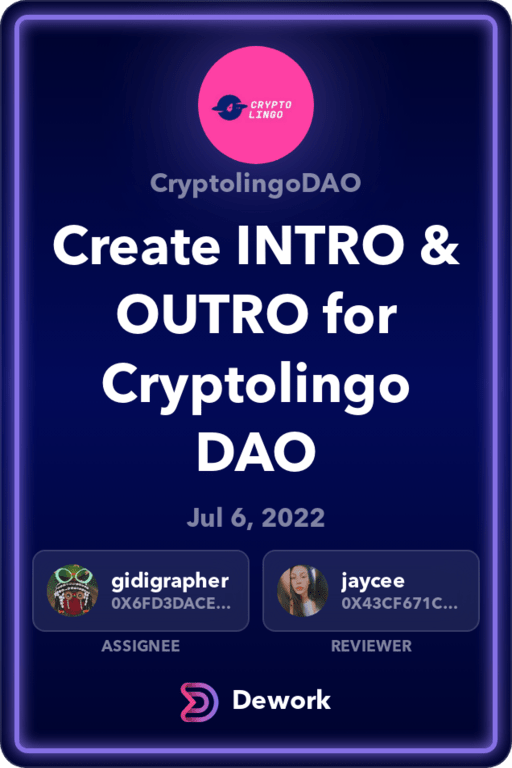 CRYPTO
LINGO
CryptolingoDAO
Create INTRO &
OUTRO for
Cryptolingo
DAO
Jul 6, 2022
gidigrapher
0X6FD3DACE...
jaycee
0X43CF671C...
ASSIGNEE
REVIEWER
Dework